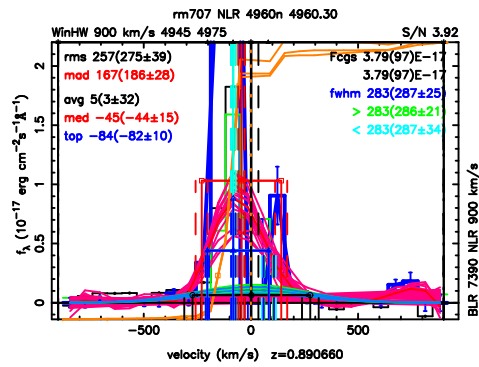 rm707 NLR 4960n 4960.30
WinHW 900 km/s 4945 4975 S/N 3.92
rms 257(275±39) Fcgs 3.79(97)E-17
mad 167(186±28) 3.79(97)E-17
avg 5(3±32) fwhm 283(287±25)
med -45(-44±15) > 283(286±21)
top -84(-82±10) < 283(287±34)
2
1.5
1
0.5
0
fλ (10⁻¹⁷ erg cm⁻²s⁻¹Å⁻¹)
BLR 7390 NLR 900 km/s
-500 0 500
velocity (km/s) z=0.890660